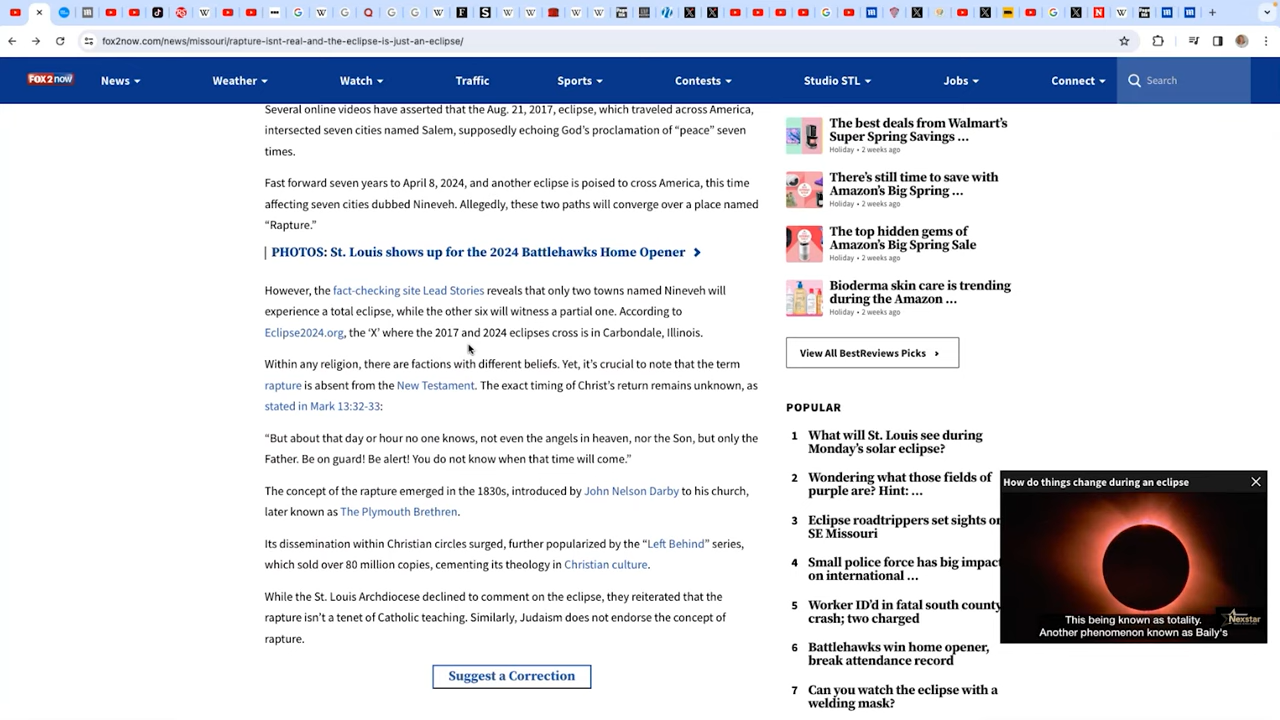 fox2now.com/news/missouri/rapture-isnt-real-and-the-eclipse-is-just-an-eclipse/
FOX 2 NOW
News
Weather
Watch
Traffic
Sports
Contests
Studio STL
Jobs
Connect
Search
Several online videos have asserted that the Aug. 21, 2017, eclipse, which traveled across America,
intersected seven cities named Salem, supposedly echoing God’s proclamation of “peace” seven
times.
Fast forward seven years to April 8, 2024, and another eclipse is poised to cross America, this time
affecting seven cities dubbed Nineveh. Allegedly, these two paths will converge over a place named
“Rapture.”
PHOTOS: St. Louis shows up for the 2024 Battlehawks Home Opener
However, the fact-checking site Lead Stories reveals that only two towns named Nineveh will
experience a total eclipse, while the other six will witness a partial one. According to
Eclipse2024.org, the ‘X’ where the 2017 and 2024 eclipses cross is in Carbondale, Illinois.
Within any religion, there are factions with different beliefs. Yet, it’s crucial to note that the term
rapture is absent from the New Testament. The exact timing of Christ’s return remains unknown, as
stated in Mark 13:32-33:
“But about that day or hour no one knows, not even the angels in heaven, nor the Son, but only the
Father. Be on guard! Be alert! You do not know when that time will come.”
The concept of the rapture emerged in the 1830s, introduced by John Nelson Darby to his church,
later known as The Plymouth Brethren.
Its dissemination within Christian circles surged, further popularized by the “Left Behind” series,
which sold over 80 million copies, cementing its theology in Christian culture.
While the St. Louis Archdiocese declined to comment on the eclipse, they reiterated that the
rapture isn’t a tenet of Catholic teaching. Similarly, Judaism does not endorse the concept of
rapture.
Suggest a Correction
The best deals from Walmart’s
Super Spring Savings …
Holiday • 2 weeks ago
There’s still time to save with
Amazon’s Big Spring …
Holiday • 2 weeks ago
The top hidden gems of
Amazon’s Big Spring Sale
Holiday • 2 weeks ago
Bioderma skin care is trending
during the Amazon …
Holiday • 2 weeks ago
View All BestReviews Picks
POPULAR
1 What will St. Louis see during
Monday’s solar eclipse?
2 Wondering what those fields of
purple are? Hint: …
3 Eclipse roadtrippers set sights on
SE Missouri
4 Small police force has big impact
on international …
5 Worker ID’d in fatal south county
crash; two charged
6 Battlehawks win home opener,
break attendance record
7 Can you watch the eclipse with a
welding mask?
How do things change during an eclipse
This being known as totality.
Another phenomenon known as Baily's
Nexstar